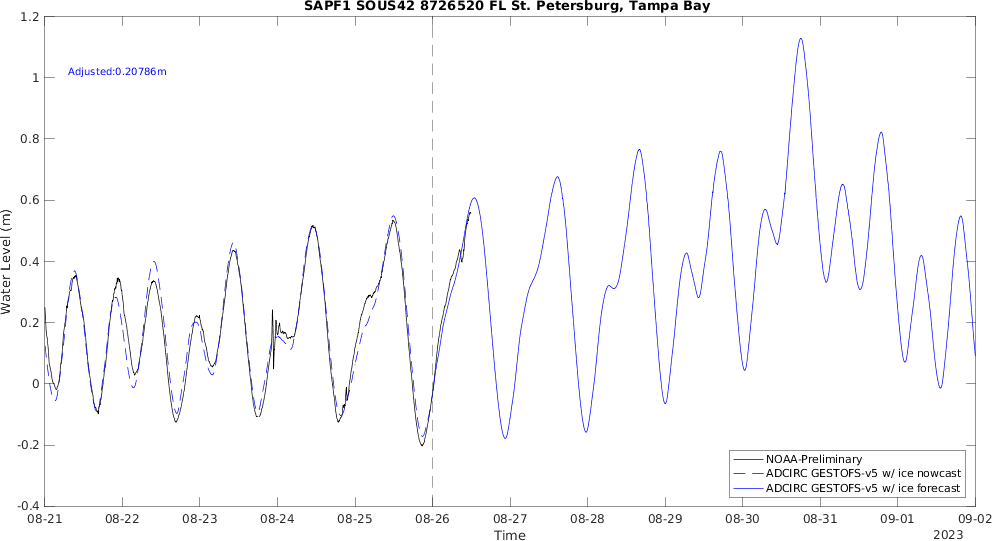 SAPF1 SOUS42 8726520 FL St. Petersburg, Tampa Bay
1.2
1
0.8
0.6
0.4
0.2
0
-0.2
-0.4
Water Level (m)
Adjusted:0.20786m
NOAA-Preliminary
ADCIRC GESTOFS-v5 w/ ice nowcast
ADCIRC GESTOFS-v5 w/ ice forecast
08-21 08-22 08-23 08-24 08-25 08-26 08-27 08-28 08-29 08-30 08-31 09-01 09-02
Time
2023